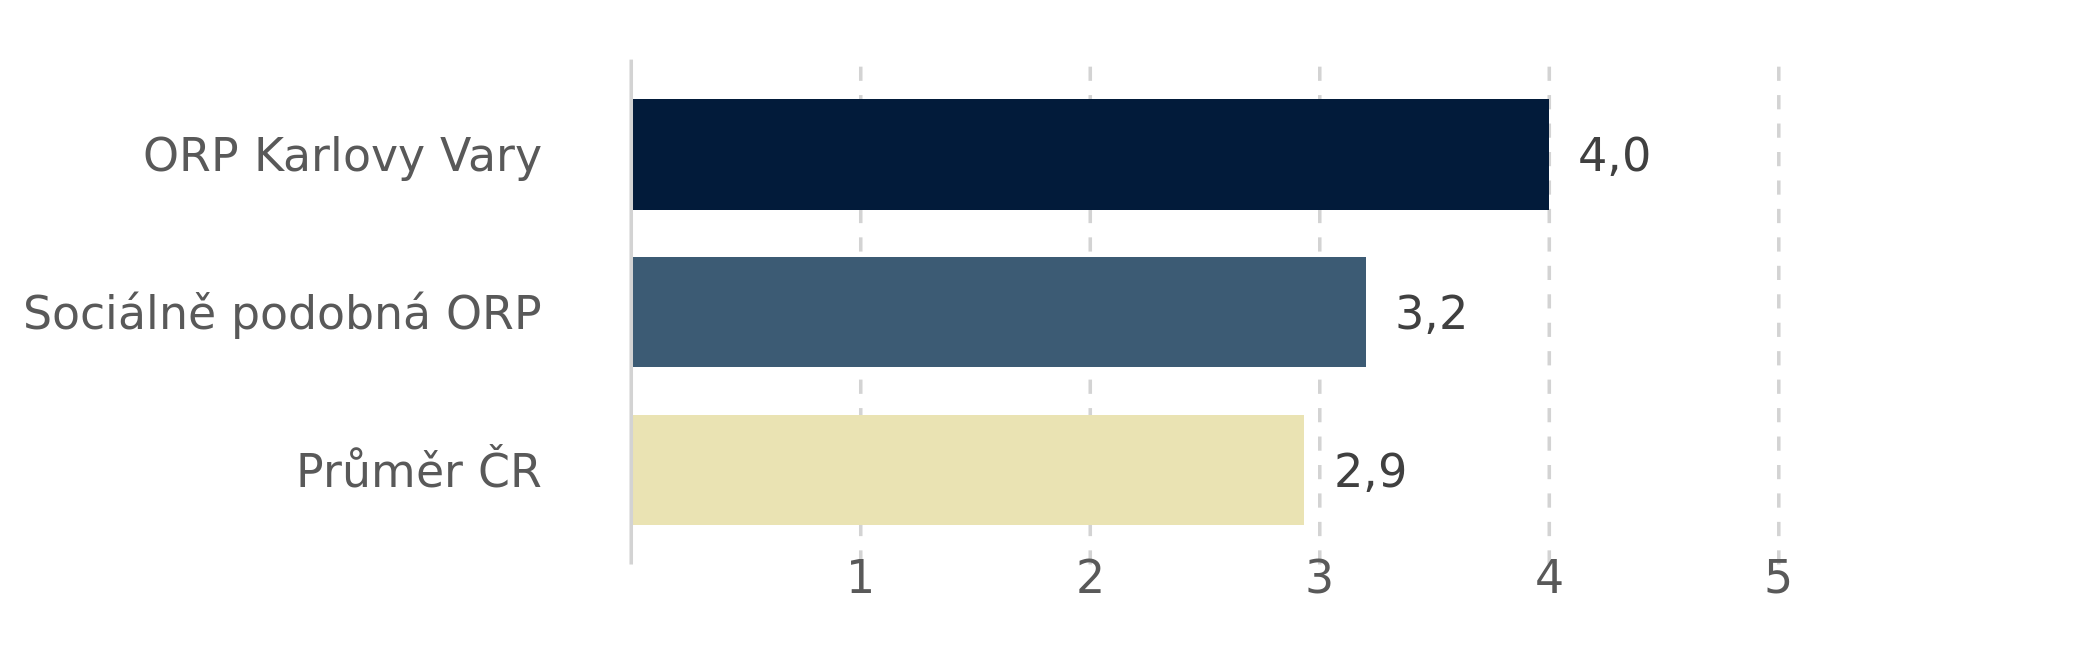 ORP Karlovy Vary 4,0
Sociálně podobná ORP 3,2
Průměr ČR 2,9
1 2 3 4 5